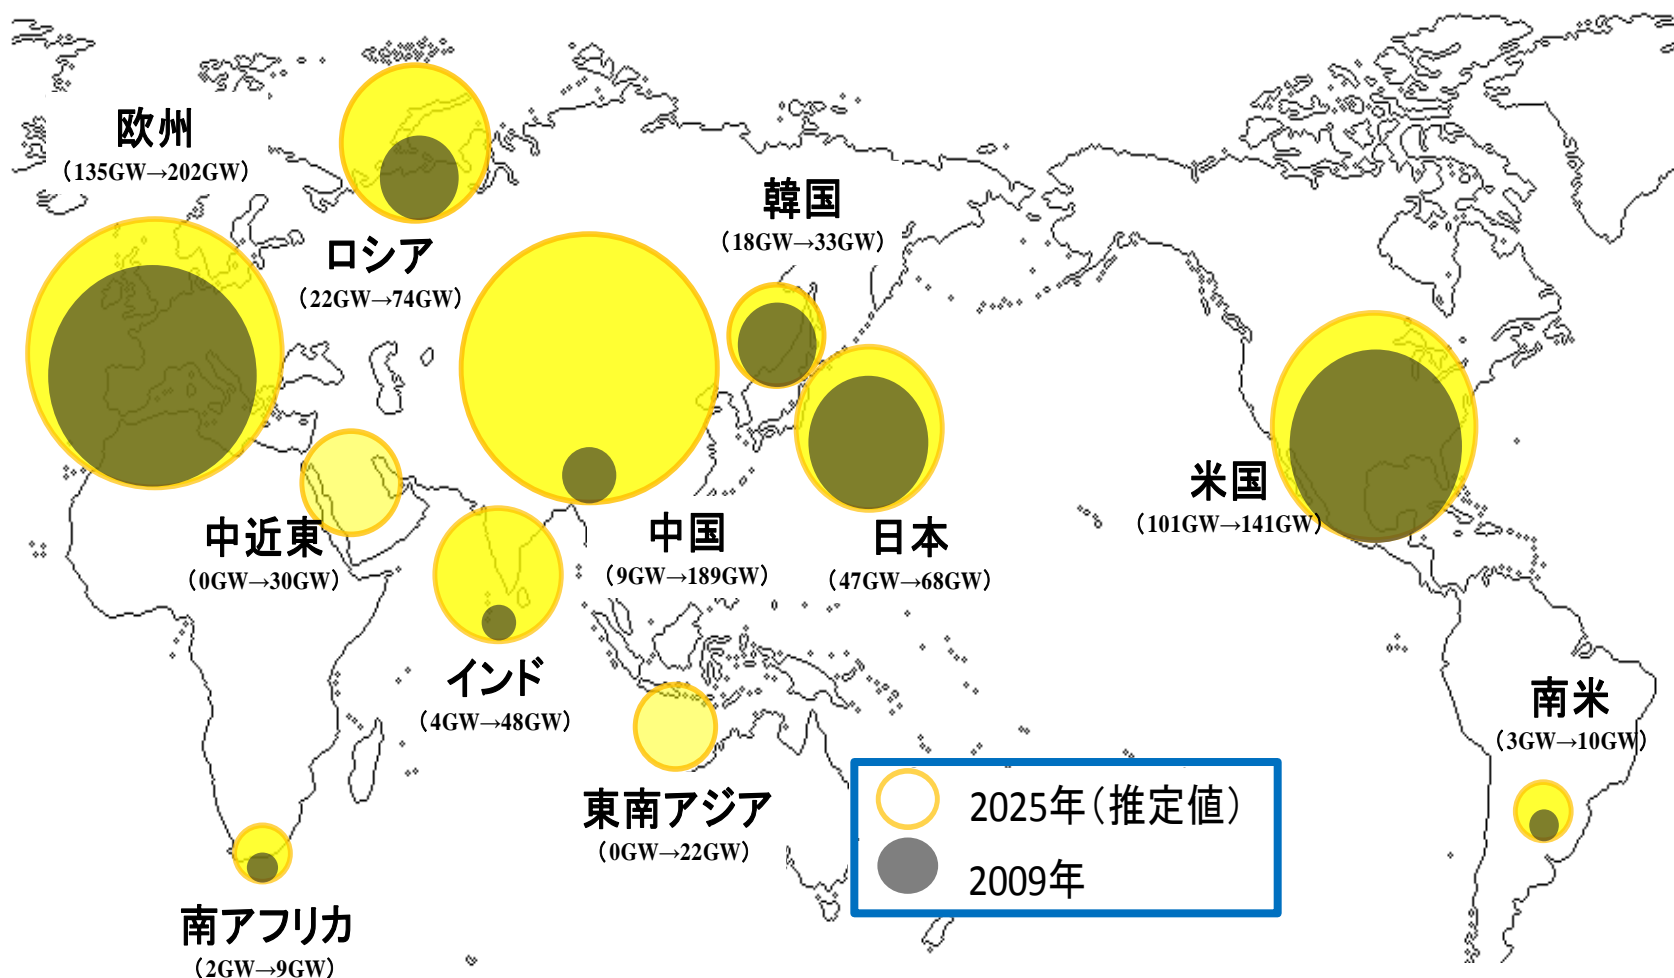 欧州
（135GW→202GW）
ロシア
（22GW→74GW）
韓国
（18GW→33GW）
中近東
（0GW→30GW）
中国
（9GW→189GW）
日本
（47GW→68GW）
米国
（101GW→141GW）
インド
（4GW→48GW）
東南アジア
（0GW→22GW）
南米
（3GW→10GW）
南アフリカ
（2GW→9GW）
2025年（推定値）
2009年